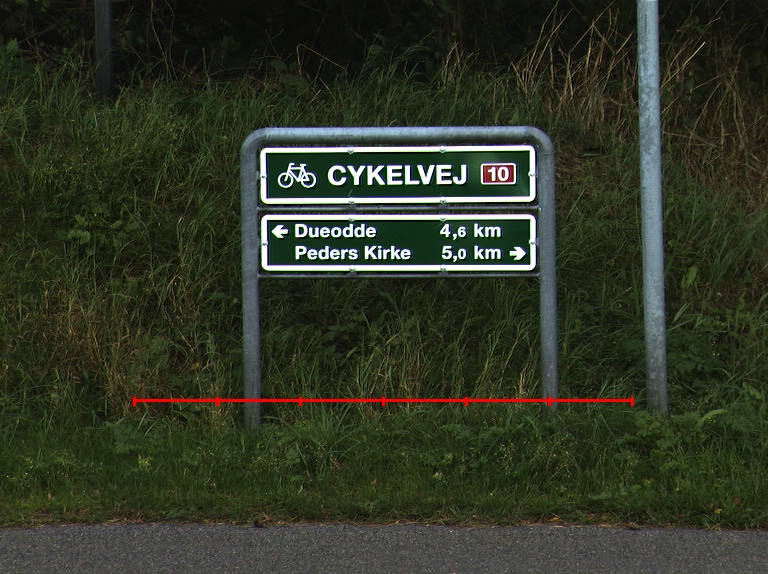 CYKELVEJ 10
Dueodde 4,6 km
Peders Kirke 5,0 km